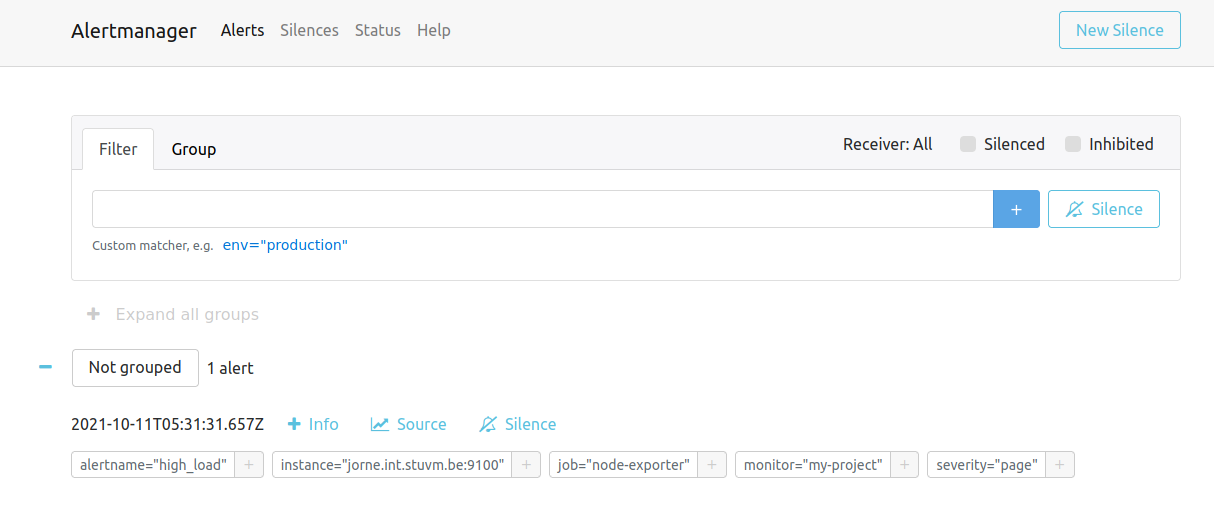 Alertmanager Alerts Silences Status Help New Silence
Filter Group Receiver: All Silenced Inhibited
+ Silence
Custom matcher, e.g. env="production"
+ Expand all groups
− Not grouped 1 alert
2021-10-11T05:31:31.657Z + Info Source Silence
alertname="high_load" + instance="jorne.int.stuvm.be:9100" + job="node-exporter" + monitor="my-project" + severity="page" +